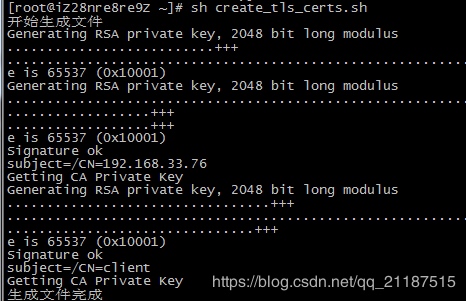 [root@iZ28nre8re9Z ~]# sh create_tls_certs.sh
开始生成文件
Generating RSA private key, 2048 bit long modulus
..........................+++
.................................................
e is 65537 (0x10001)
Generating RSA private key, 2048 bit long modulus
.................................................
..................+++
..................+++
e is 65537 (0x10001)
Signature ok
subject=/CN=192.168.33.76
Getting CA Private Key
Generating RSA private key, 2048 bit long modulus
.................................+++
...............................+++
e is 65537 (0x10001)
Signature ok
subject=/CN=client
Getting CA Private Key
生成文件完成
https://blog.csdn.net/qq_21187515